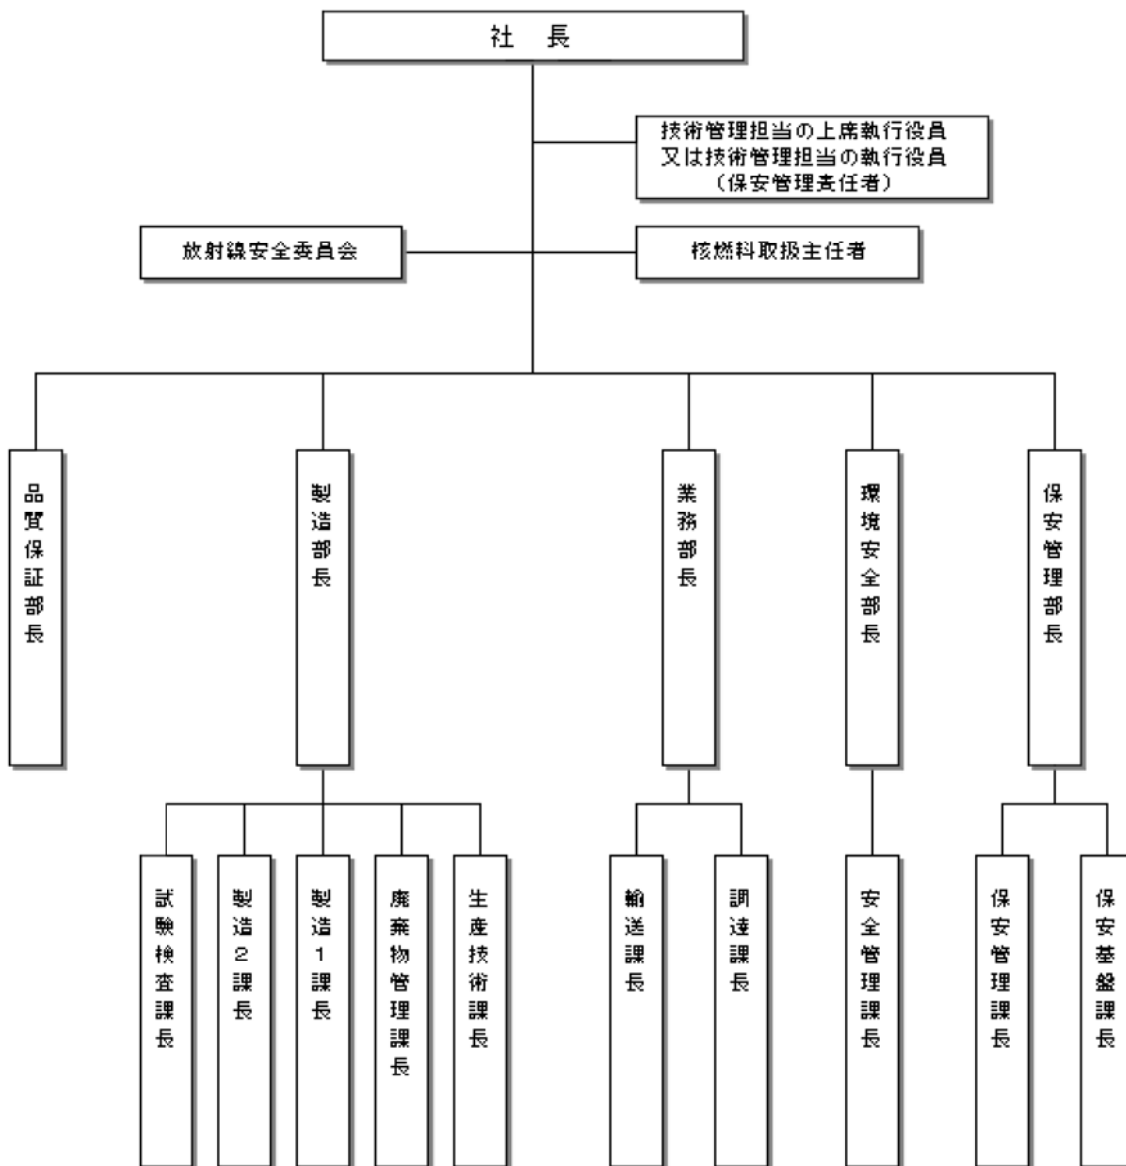 社　長
技術管理担当の上席執行役員
又は技術管理担当の執行役員
（保安管理責任者）
放射線安全委員会
核燃料取扱主任者
品質保証部長
製造部長
業務部長
環境安全部長
保安管理部長
試験検査課長
製造2課長
製造1課長
廃棄物管理課長
生産技術課長
輸送課長
調達課長
安全管理課長
保安管理課長
保安基盤課長